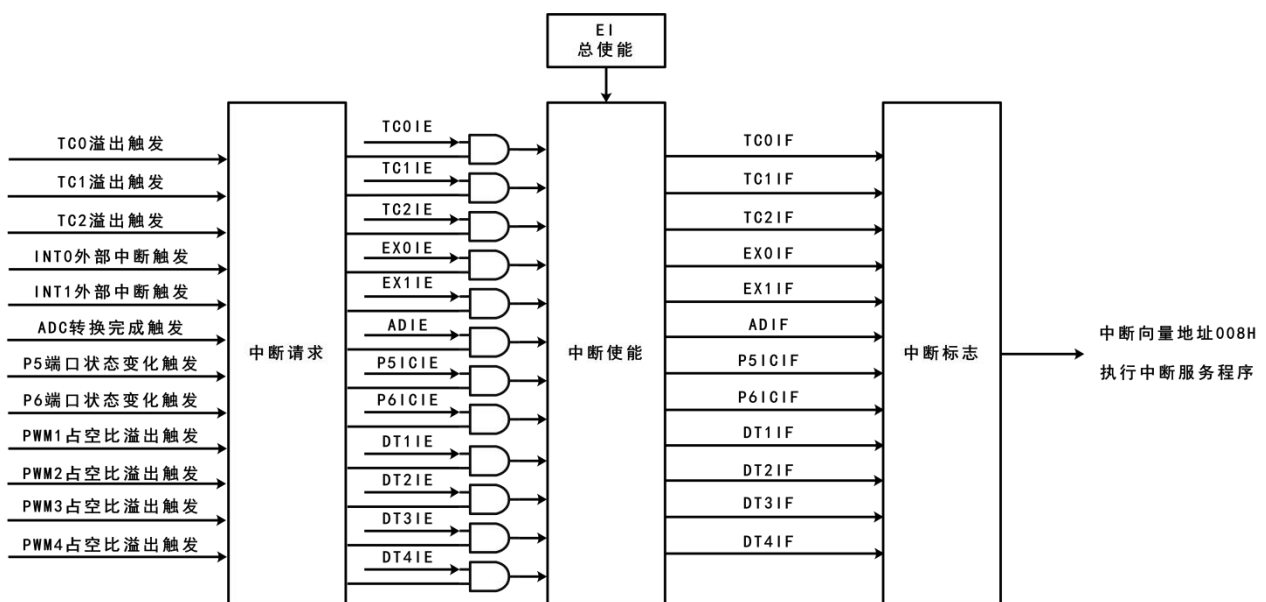 EI
总使能
TC0溢出触发
TC1溢出触发
TC2溢出触发
INT0外部中断触发
INT1外部中断触发
ADC转换完成触发
P5端口状态变化触发
P6端口状态变化触发
PWM1占空比溢出触发
PWM2占空比溢出触发
PWM3占空比溢出触发
PWM4占空比溢出触发
中断请求
TC0IE
TC1IE
TC2IE
EX0IE
EX1IE
ADIE
P5ICIE
P6ICIE
DT1IE
DT2IE
DT3IE
DT4IE
中断使能
TC0IF
TC1IF
TC2IF
EX0IF
EX1IF
ADIF
P5ICIF
P6ICIF
DT1IF
DT2IF
DT3IF
DT4IF
中断标志
中断向量地址008H
执行中断服务程序